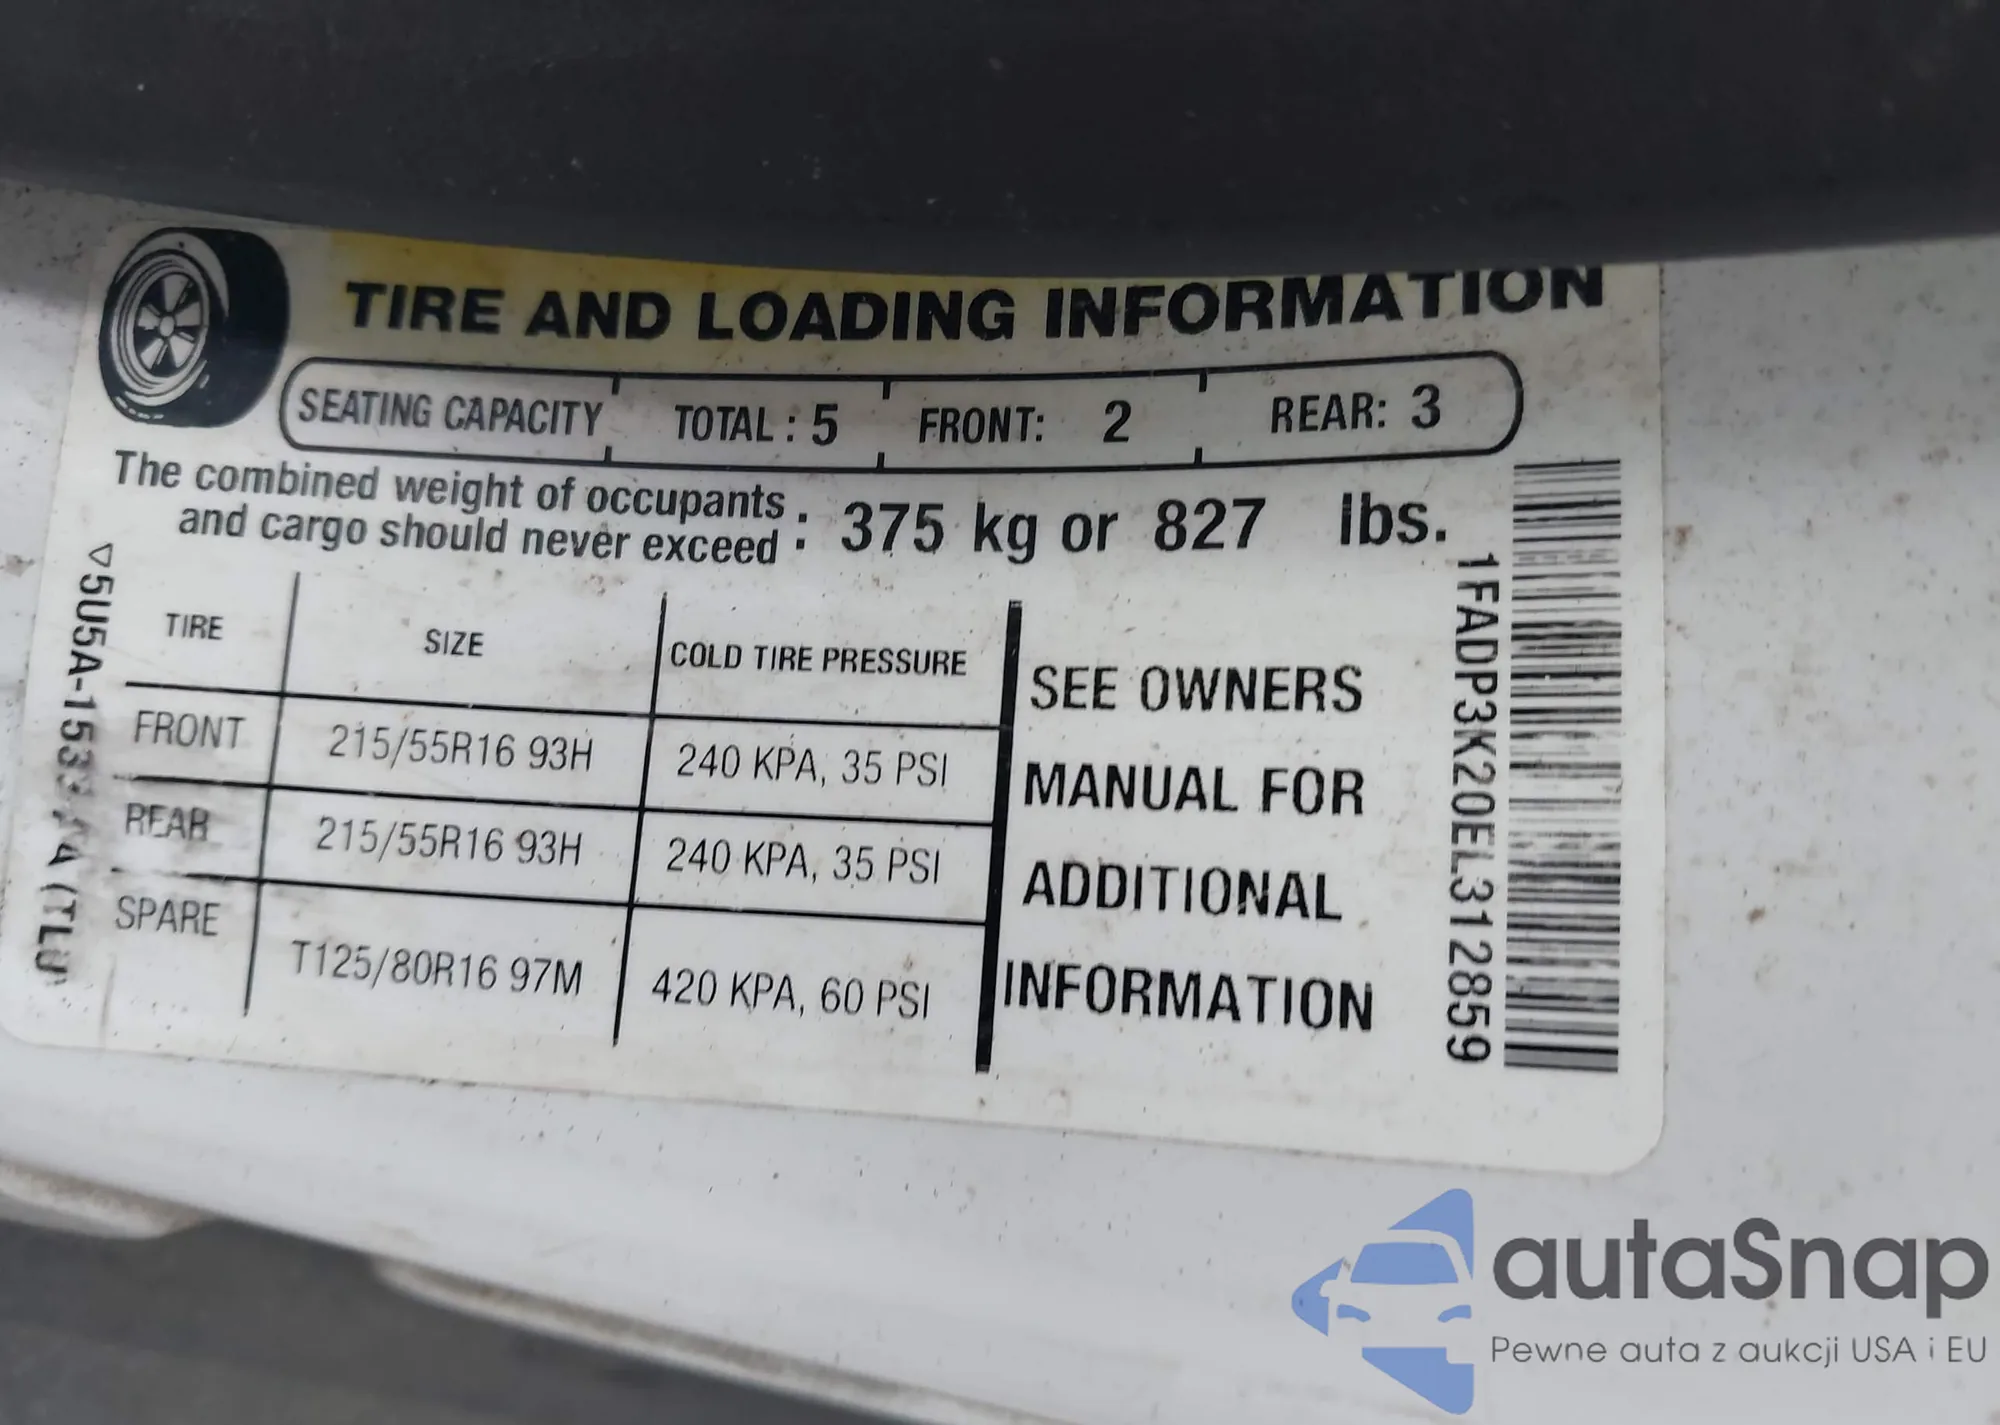 TIRE AND LOADING INFORMATION
SEATING CAPACITY TOTAL : 5 FRONT: 2 REAR: 3
The combined weight of occupants
and cargo should never exceed : 375 kg or 827 lbs.
TIRE SIZE COLD TIRE PRESSURE
FRONT 215/55R16 93H 240 KPA, 35 PSI
REAR 215/55R16 93H 240 KPA, 35 PSI
SPARE T125/80R16 97M 420 KPA, 60 PSI
SEE OWNERS
MANUAL FOR
ADDITIONAL
INFORMATION
1FADP3K20EL312859
autaSnap
Pewne auta z aukcji USA i EU